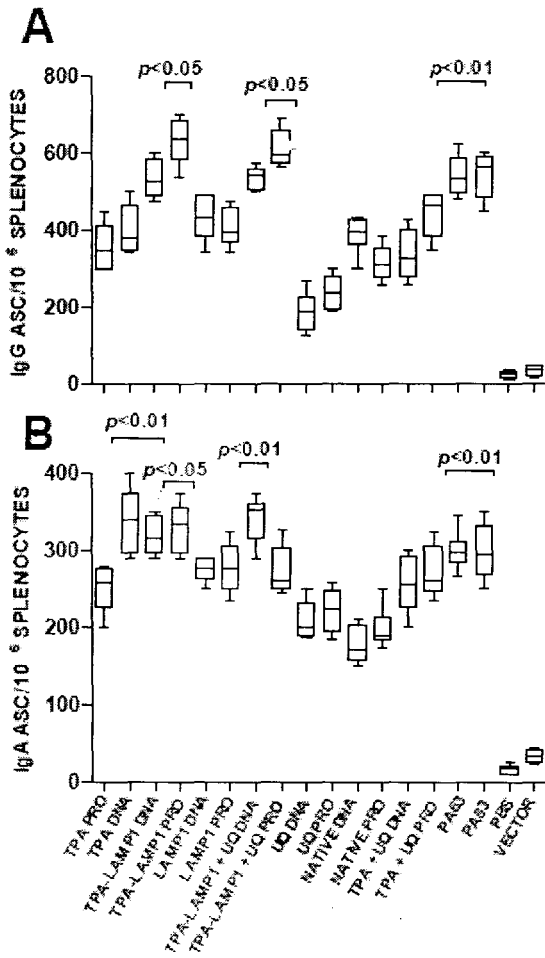 A
p<0.05
p<0.05
p<0.01
IgG ASC/10 6 SPLENOCYTES
800
600
400
200
0
B
p<0.01
p<0.05
p<0.01
p<0.01
IgA ASC/10 6 SPLENOCYTES
400
300
200
100
0
TPA PRO
TPA DNA
TPA-LAMP1 DNA
TPA-LAMP1 PRO
LAMP1 DNA
LAMP1 PRO
TPA-LAMP1 + UQ DNA
TPA-LAMP1 + UQ PRO
UQ DNA
UQ PRO
NATIVE DNA
NATIVE PRO
TPA + UQ DNA
TPA + UQ PRO
PA63
PA83
PBS
VECTOR